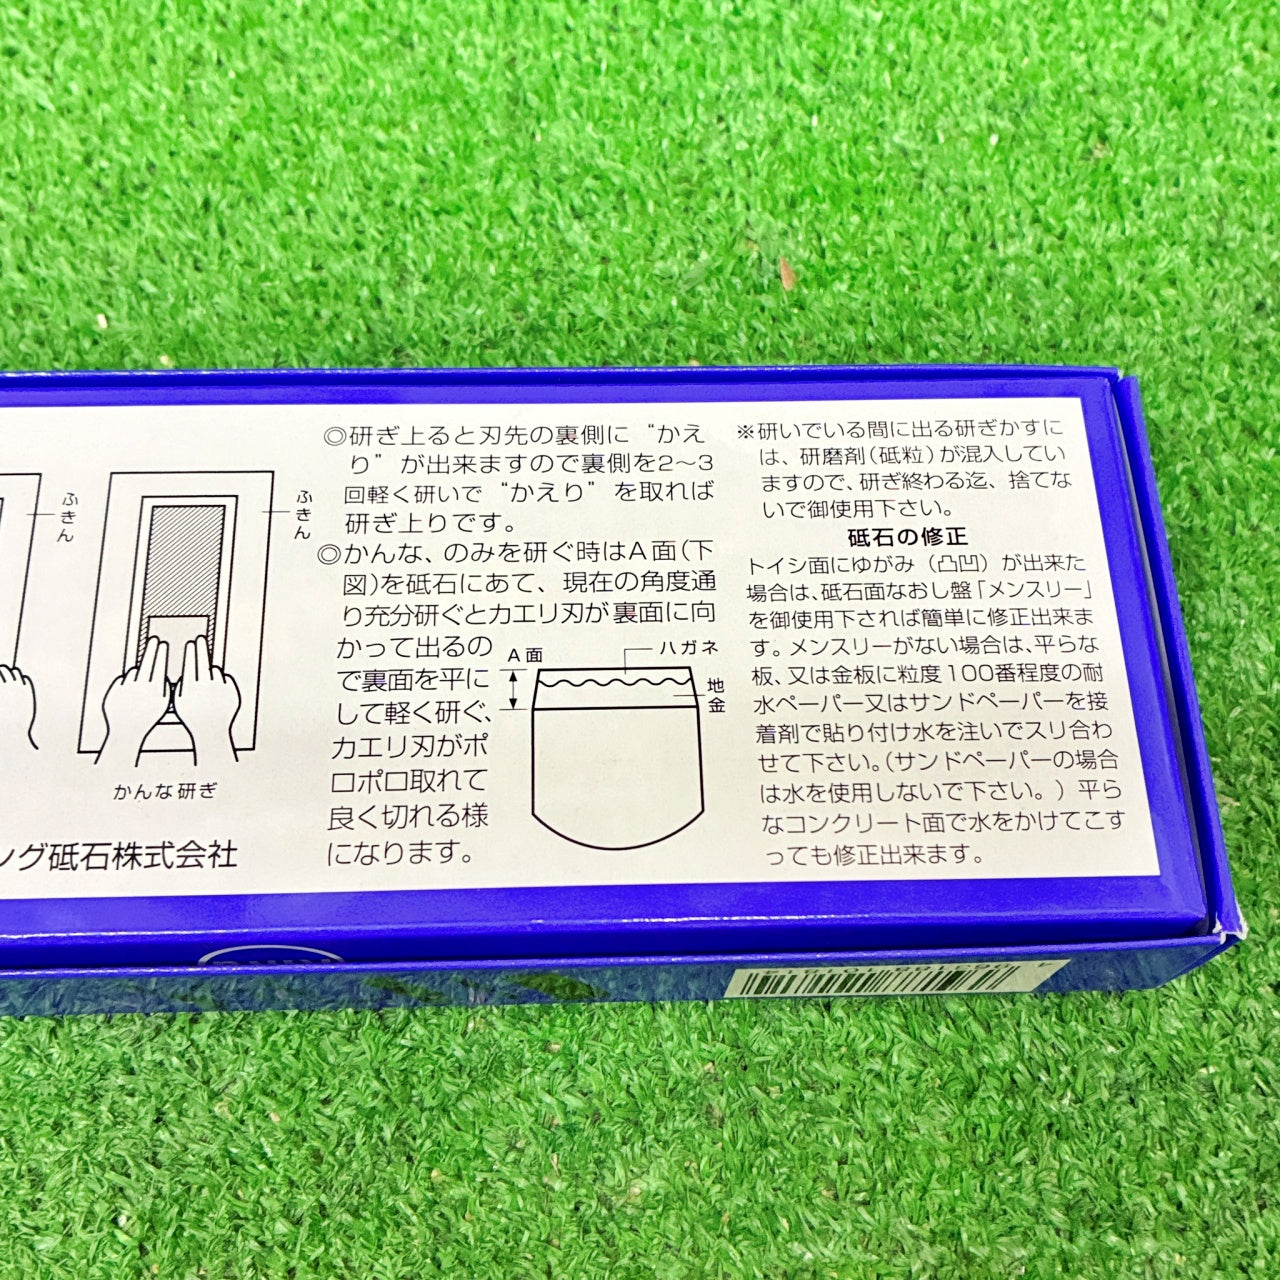 ふきん
ふきん
かんな研ぎ
ング砥石株式会社
◎研ぎ上ると刃先の裏側に“かえ
り”が出来ますので裏側を2〜3
回軽く研いで“かえり”を取れば
研ぎ上りです。
◎かんな、のみを研ぐ時はA面(下
図)を砥石にあて、現在の角度通
り充分研ぐとカエリ刃が裏面に向
かって出るの
で裏面を平に
して軽く研ぐ、
カエリ刃がポ
ロポロ取れて
良く切れる様
になります。
A面
ハガネ
地金
※研いでいる間に出る研ぎかすに
は、研磨剤(砥粒)が混入してい
ますので、研ぎ終わる迄、捨てな
いで御使用下さい。
砥石の修正
トイシ面にゆがみ(凸凹)が出来た
場合は、砥石面なおし盤「メンスリー」
を御使用下されば簡単に修正出来ま
す。メンスリーがない場合は、平らな
板、又は金板に粒度100番程度の耐
水ペーパー又はサンドペーパーを接
着剤で貼り付け水を注いでスリ合わ
せて下さい。(サンドペーパーの場合
は水を使用しないで下さい。)平ら
なコンクリート面で水をかけてこす
っても修正出来ます。